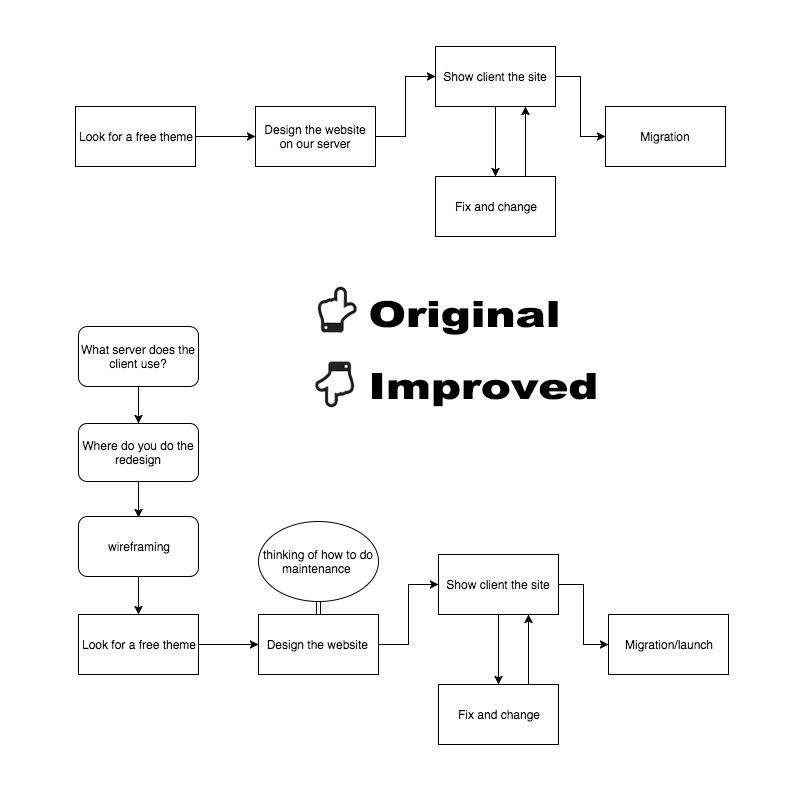 Look for a free theme
Design the website
on our server
Show client the site
Fix and change
Migration
Original
Improved
What server does the
client use?
Where do you do the
redesign
wireframing
Look for a free theme
thinking of how to do
maintenance
Design the website
Show client the site
Fix and change
Migration/launch